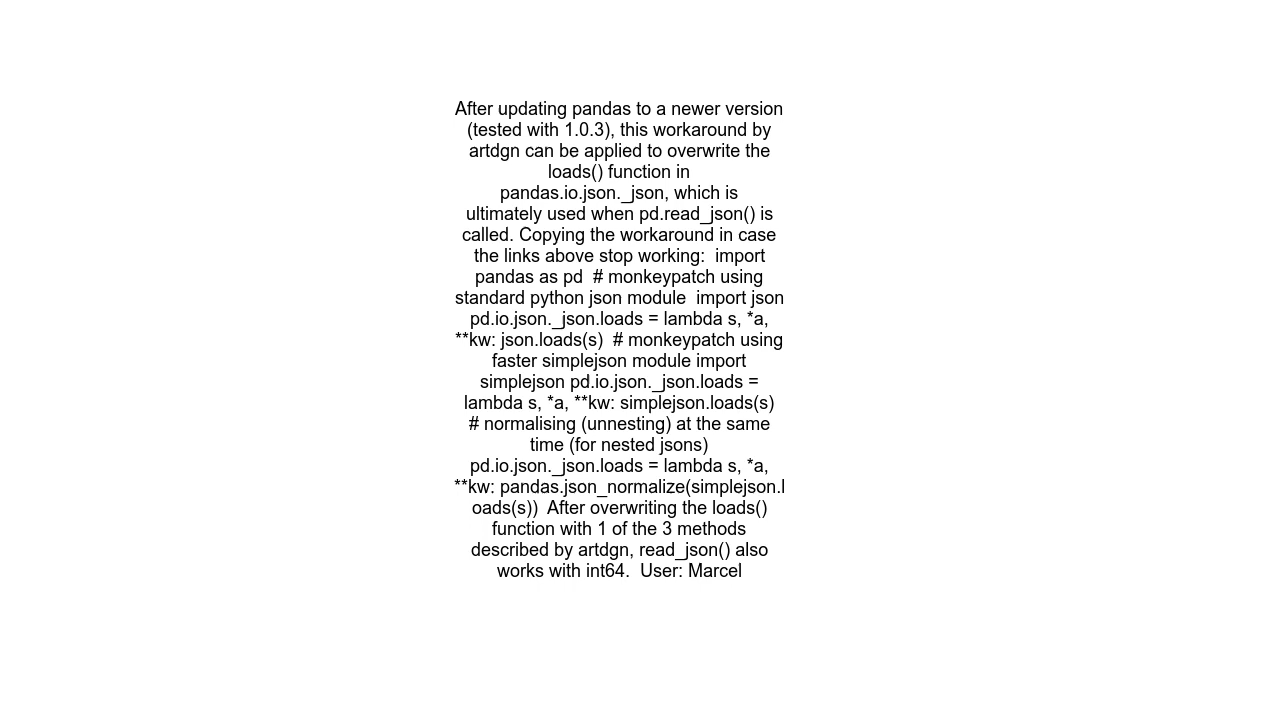 After updating pandas to a newer version
(tested with 1.0.3), this workaround by
artdgn can be applied to overwrite the
loads() function in
pandas.io.json._json, which is
ultimately used when pd.read_json() is
called. Copying the workaround in case
the links above stop working:  import
pandas as pd  # monkeypatch using
standard python json module  import json
pd.io.json._json.loads = lambda s, *a,
**kw: json.loads(s)  # monkeypatch using
faster simplejson module import
simplejson pd.io.json._json.loads =
lambda s, *a, **kw: simplejson.loads(s)
# normalising (unnesting) at the same
time (for nested jsons)
pd.io.json._json.loads = lambda s, *a,
**kw: pandas.json_normalize(simplejson.l
oads(s))  After overwriting the loads()
function with 1 of the 3 methods
described by artdgn, read_json() also
works with int64.  User: Marcel